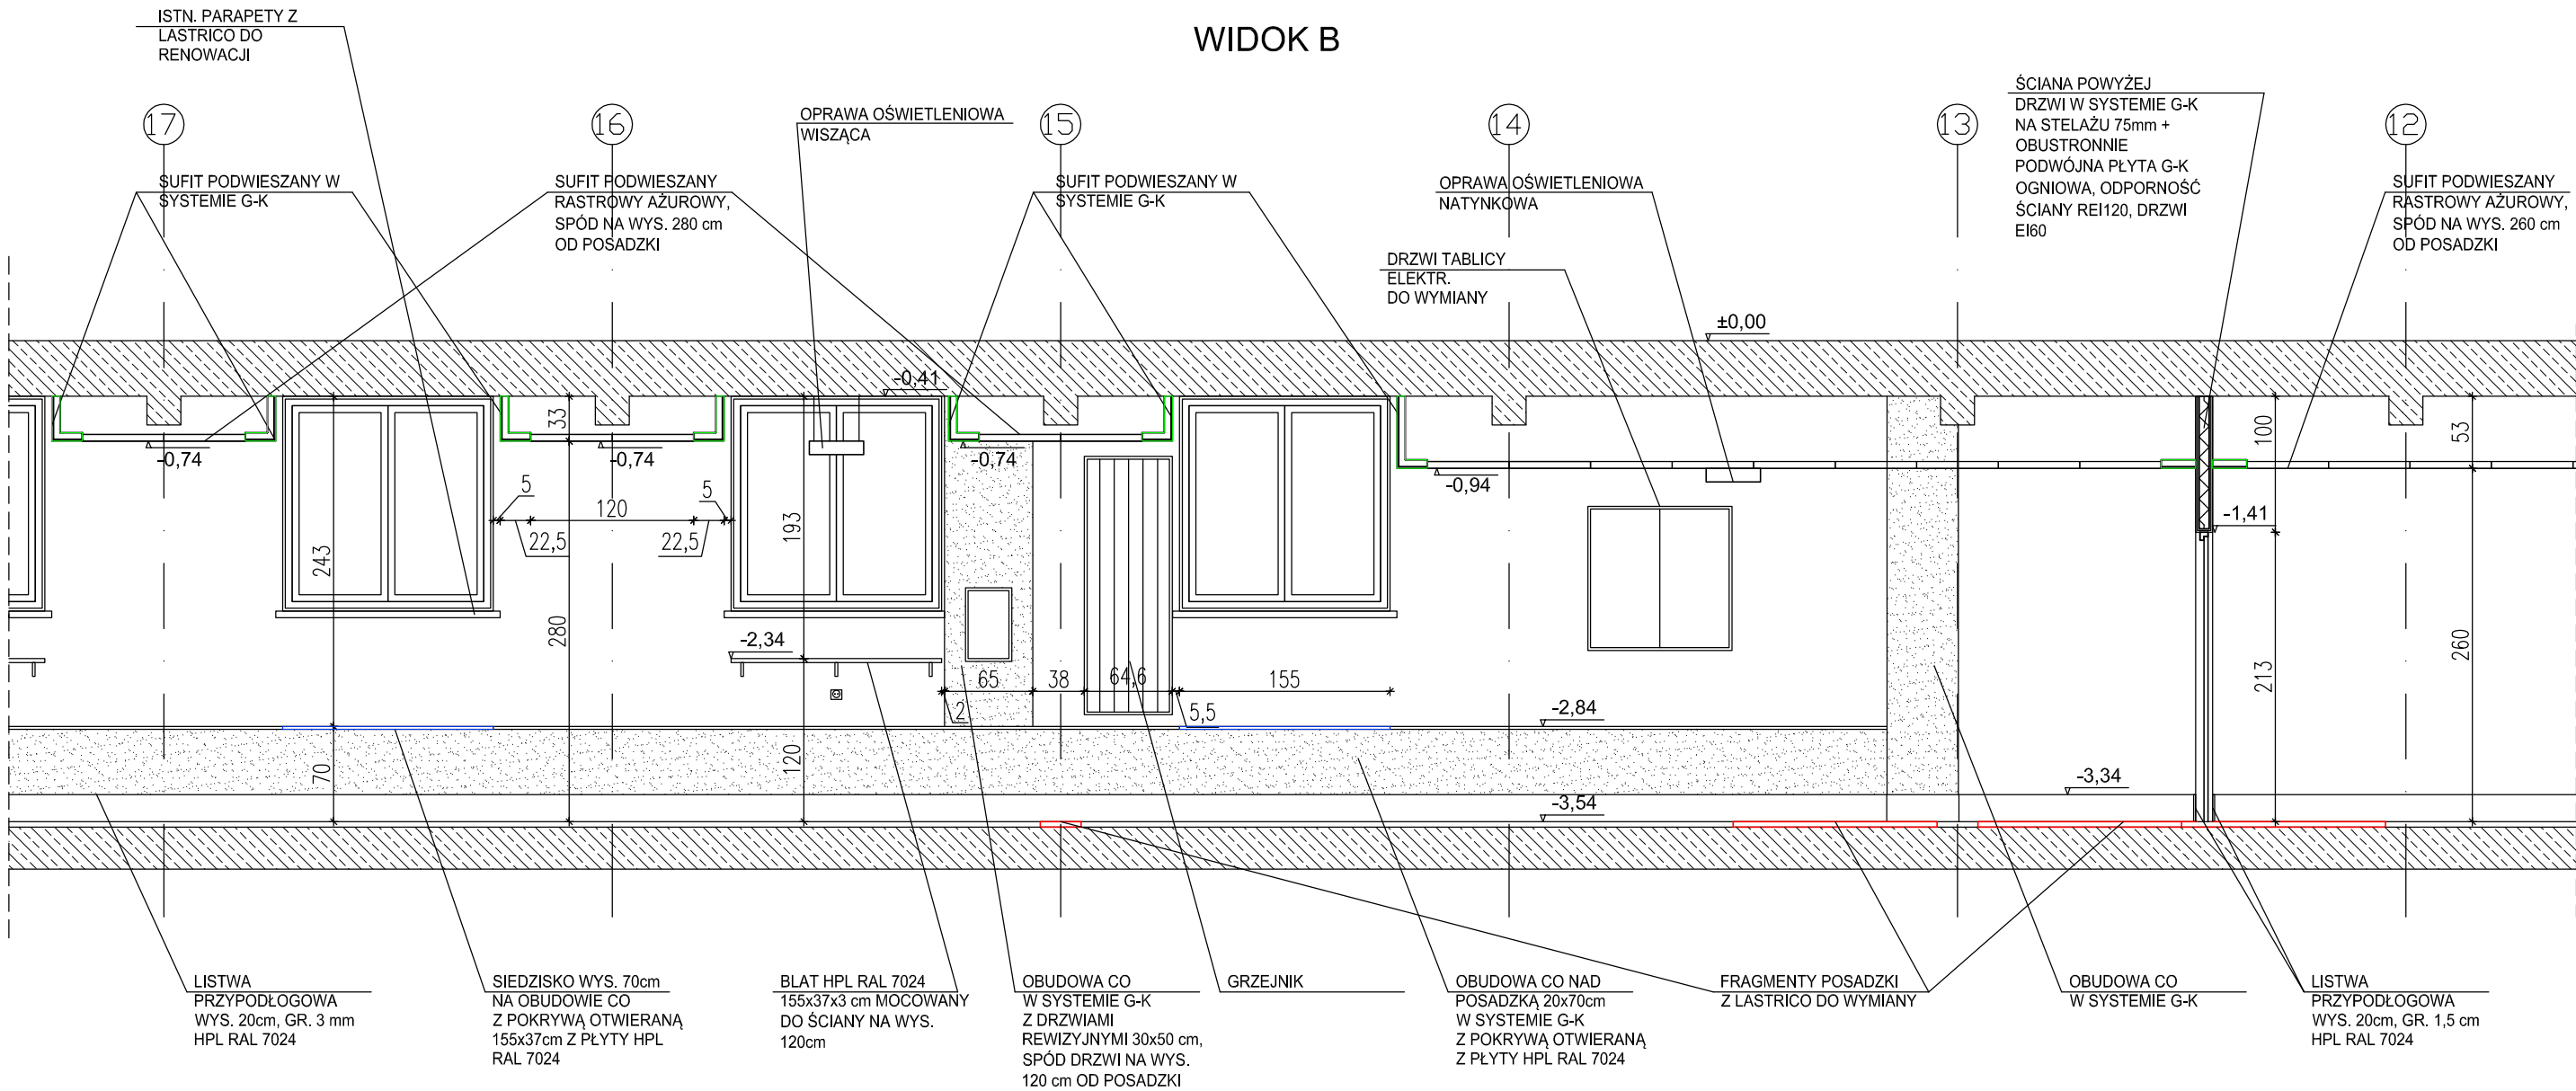 WIDOK B
ISTN. PARAPETY Z
LASTRICO DO
RENOWACJI
17
16
15
14
13
12
OPRAWA OŚWIETLENIOWA
WISZĄCA
ŚCIANA POWYŻEJ
DRZWI W SYSTEMIE G-K
NA STELAŻU 75mm +
OBUSTRONNIE
PODWÓJNA PŁYTA G-K
OGNIOWA, ODPORNOŚĆ
ŚCIANY REI120, DRZWI
EI60
SUFIT PODWIESZANY W
SYSTEMIE G-K
SUFIT PODWIESZANY
RASTROWY AŻUROWY,
SPÓD NA WYS. 280 cm
OD POSADZKI
SUFIT PODWIESZANY W
SYSTEMIE G-K
OPRAWA OŚWIETLENIOWA
NATYNKOWA
SUFIT PODWIESZANY
RASTROWY AŻUROWY,
SPÓD NA WYS. 260 cm
OD POSADZKI
DRZWI TABLICY
ELEKTR.
DO WYMIANY
±0,00
-0,41
33
100
53
-0,74
-0,74
-0,74
-0,94
5
120
5
22,5
22,5
193
-1,41
243
280
-2,34
65
38
64,6
155
213
260
2
5,5
-2,84
70
120
-3,34
-3,54
LISTWA
PRZYPODŁOGOWA
WYS. 20cm, GR. 3 mm
HPL RAL 7024
SIEDZISKO WYS. 70cm
NA OBUDOWIE CO
Z POKRYWĄ OTWIERANĄ
155x37cm Z PŁYTY HPL
RAL 7024
BLAT HPL RAL 7024
155x37x3 cm MOCOWANY
DO ŚCIANY NA WYS.
120cm
OBUDOWA CO
W SYSTEMIE G-K
Z DRZWIAMI
REWIZYJNYMI 30x50 cm,
SPÓD DRZWI NA WYS.
120 cm OD POSADZKI
GRZEJNIK
OBUDOWA CO NAD
POSADZKĄ 20x70cm
W SYSTEMIE G-K
Z POKRYWĄ OTWIERANĄ
Z PŁYTY HPL RAL 7024
FRAGMENTY POSADZKI
Z LASTRICO DO WYMIANY
OBUDOWA CO
W SYSTEMIE G-K
LISTWA
PRZYPODŁOGOWA
WYS. 20cm, GR. 1,5 cm
HPL RAL 7024